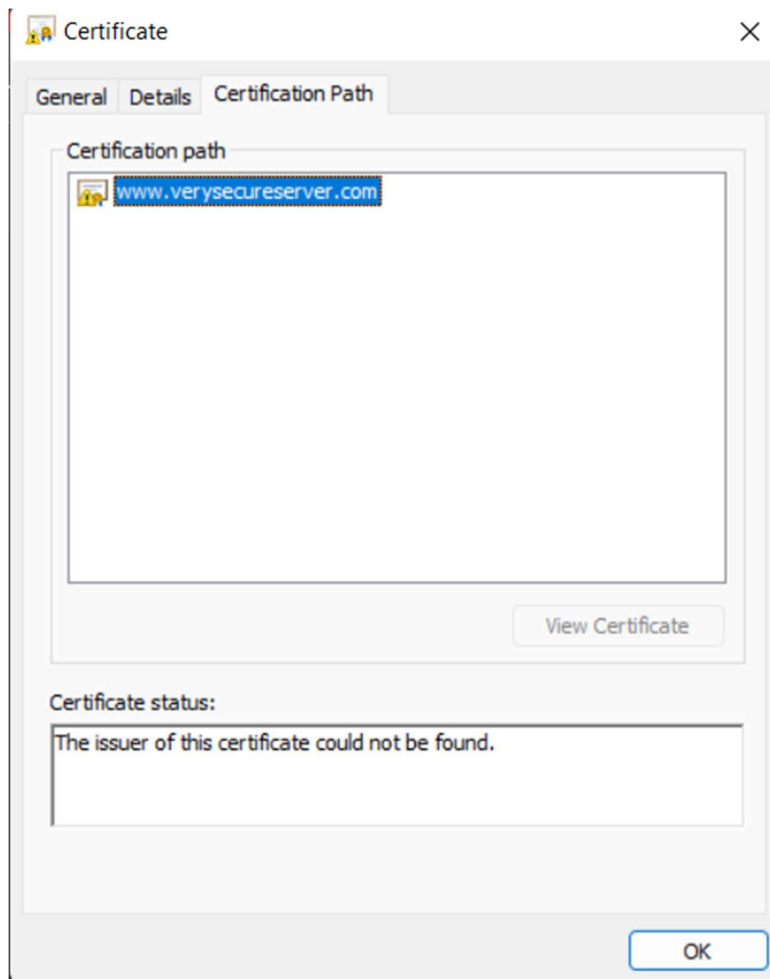 Certificate
General
Details
Certification Path
Certification path
www.verysecureserver.com
View Certificate
Certificate status:
The issuer of this certificate could not be found.
OK